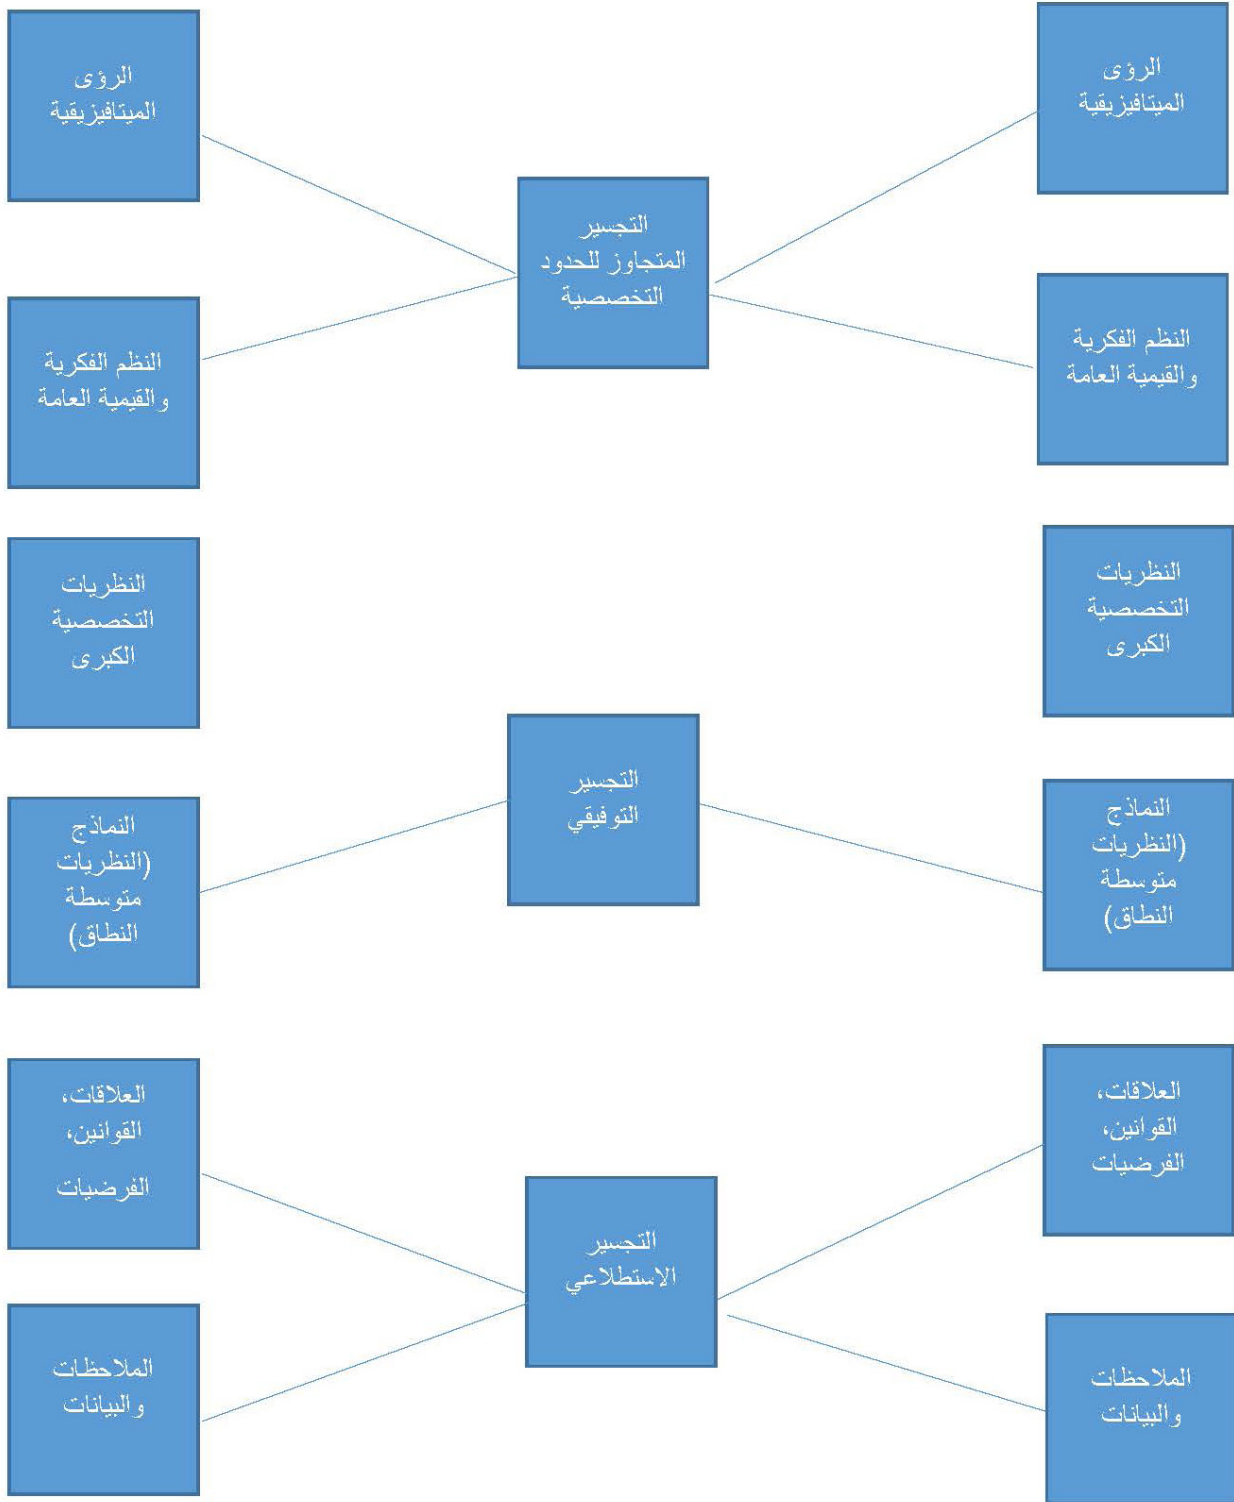 الرؤى
الميتافيزيقية
الرؤى
الميتافيزيقية
التجسير
المتجاوز للحدود
التخصصية
النظم الفكرية
والقيمية العامة
النظم الفكرية
والقيمية العامة
النظريات
التخصصية
الكبرى
النظريات
التخصصية
الكبرى
التجسير
التوفيقي
النماذج
(النظريات
متوسطة
النطاق)
النماذج
(النظريات
متوسطة
النطاق)
العلاقات،
القوانين،
الفرضيات
العلاقات،
القوانين،
الفرضيات
التجسير
الاستطلاعي
الملاحظات
والبيانات
الملاحظات
والبيانات